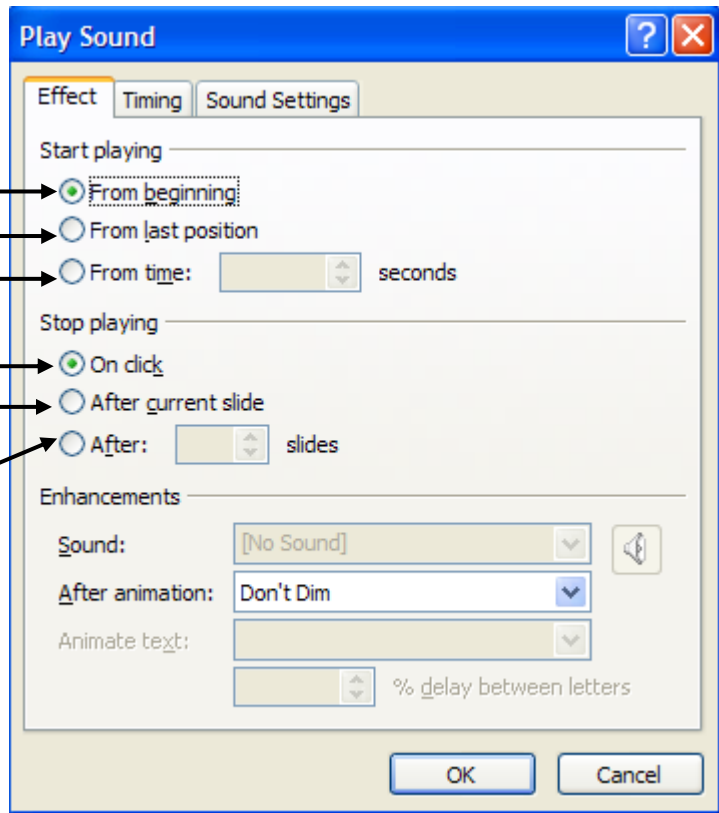 Play Sound
Effect Timing Sound Settings
Start playing
From beginning
From last position
From time: seconds
Stop playing
On click
After current slide
After: slides
Enhancements
Sound: [No Sound]
After animation: Don't Dim
Animate text:
% delay between letters
OK Cancel